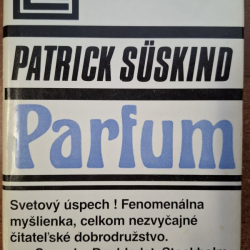 PATRICK SÜSKIND
Parfum
Svetový úspech ! Fenomenálna
myšlienka, celkom nezvyčajné
čitateľské dobrodružstvo.